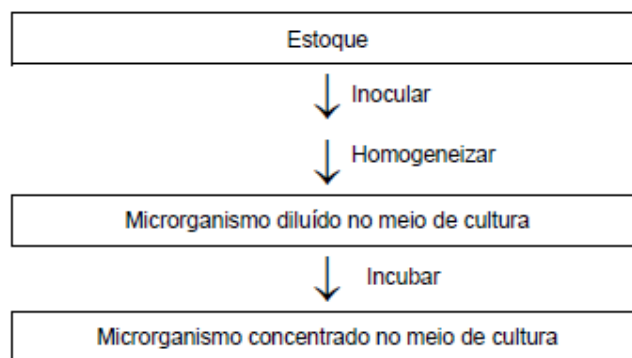 Estoque
Inocular
Homogeneizar
Microrganismo diluído no meio de cultura
Incubar
Microrganismo concentrado no meio de cultura